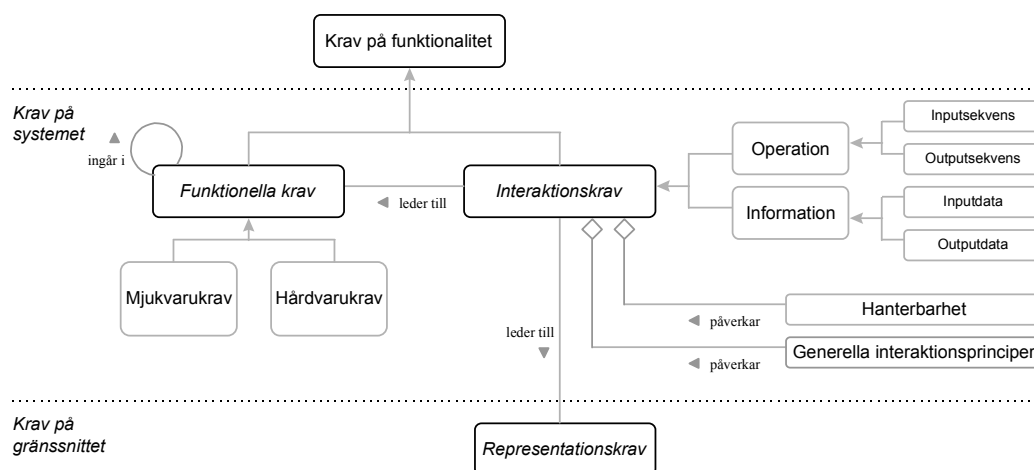 Krav på funktionalitet
Krav på
systemet
ingår i
Funktionella krav
leder till
Interaktionskrav
Operation
Information
Inputsekvens
Outputsekvens
Inputdata
Outputdata
Mjukvarukrav
Hårdvarukrav
leder till
påverkar
Hanterbarhet
påverkar
Generella interaktionsprinciper
Krav på
gränssnittet
Representationskrav